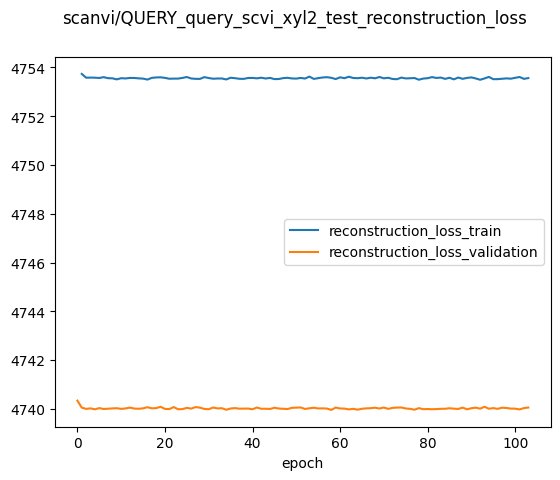 scanvi/QUERY_query_scvi_xyl2_test_reconstruction_loss
4754
4752
4750
4748
4746
4744
4742
4740
reconstruction_loss_train
reconstruction_loss_validation
0 20 40 60 80 100
epoch